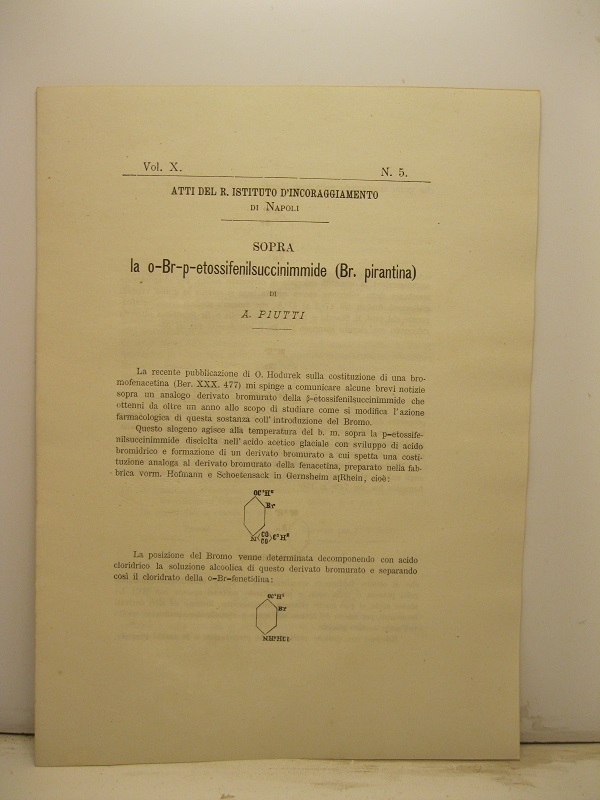 Vol. X.
N. 5.
ATTI DEL R. ISTITUTO D'INCORAGGIAMENTO
DI NAPOLI
SOPRA
la o-Br-p-etossifenilsuccinimmide (Br. pirantina)
DI
A. PIUTTI
La recente pubblicazione di O. Hodurek sulla costituzione di una bro-
mofenacetina (Ber. XXX. 477) mi spinge a comunicare alcune brevi notizie
sopra un analogo derivato bromurato della p-etossifenilsuccinimmide che
ottenni da oltre un anno allo scopo di studiare come si modifica l'azione
farmacologica di questa sostanza coll'introduzione del Bromo.
Questo alogeno agisce alla temperatura del b. m. sopra la p-etossife-
nilsuccinimmide disciolta nell'acido acetico glaciale con sviluppo di acido
bromidrico e formazione di un derivato bromurato a cui spetta una costi-
tuzione analoga al derivato bromurato della fenacetina, preparato nella fab-
brica vorm. Hofmann e Schoetensack in Gernsheim a/Rhein, cioè:
OC²H⁵
Br
N
CO
CO
C²H⁴
La posizione del Bromo venne determinata decomponendo con acido
cloridrico la soluzione alcoolica di questo derivato bromurato e separando
così il cloridrato della o-Br-fenetidina:
OC²H⁵
Br
NH²HCl